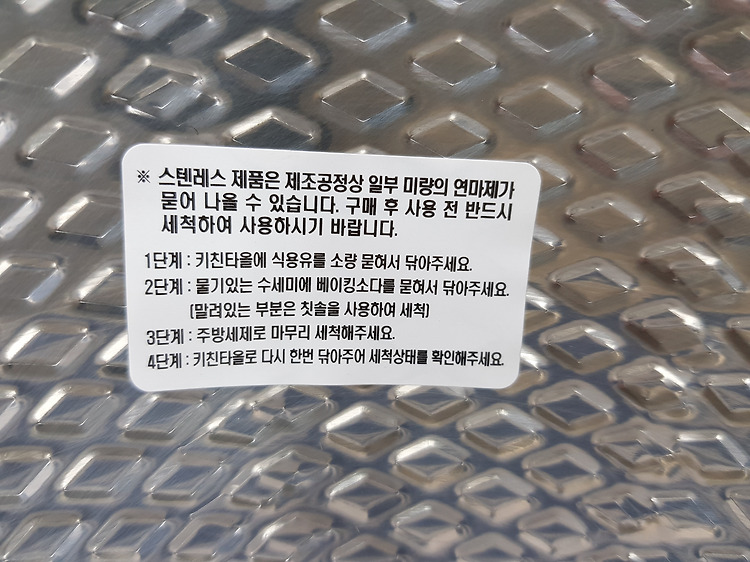 ※ 스텐레스 제품은 제조공정상 일부 미량의 연마제가
묻어 나올 수 있습니다. 구매 후 사용 전 반드시
세척하여 사용하시기 바랍니다.
1단계 : 키친타올에 식용유를 소량 묻혀서 닦아주세요.
2단계 : 물기있는 수세미에 베이킹소다를 묻혀서 닦아주세요.
(말려있는 부분은 칫솔을 사용하여 세척)
3단계 : 주방세제로 마무리 세척해주세요.
4단계 : 키친타올로 다시 한번 닦아주어 세척상태를 확인해주세요.